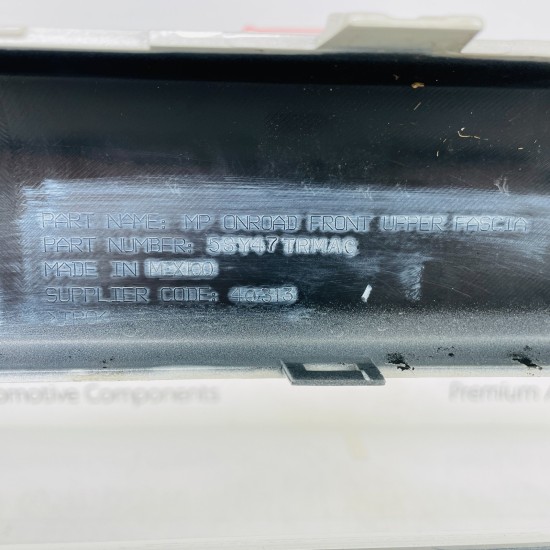 PART NAME: MP ONROAD FRONT UPPER FASCIA
PART NUMBER: 5SY47TRMAC
MADE IN MEXICO
SUPPLIER CODE: 40313
omotive Components
Premium A